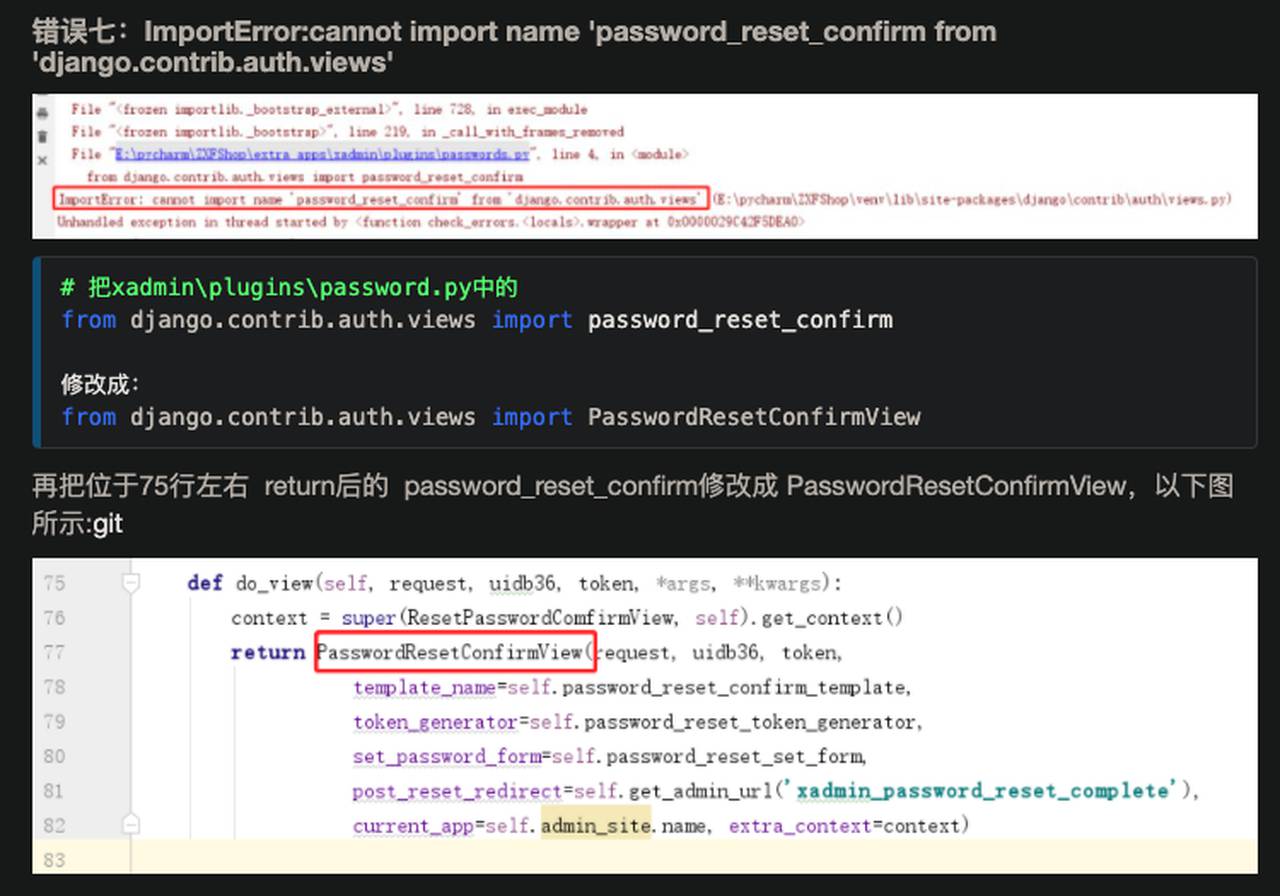 错误七：ImportError:cannot import name 'password_reset_confirm from
'django.contrib.auth.views'
File "<frozen importlib._bootstrap_external>", line 728, in exec_module
File "<frozen importlib._bootstrap>", line 219, in _call_with_frames_removed
File "E:\pycharm\ZXFShop\extra_apps\xadmin\plugins\passwords.py", line 4, in <module>
from django.contrib.auth.views import password_reset_confirm
ImportError: cannot import name 'password_reset_confirm' from 'django.contrib.auth.views' (E:\pycharm\ZXFShop\venv\lib\site-packages\django\contrib\auth\views.py)
Unhandled exception in thread started by <function check_errors.<locals>.wrapper at 0x0000029C42F5DEA0>
# 把xadmin\plugins\password.py中的
from django.contrib.auth.views import password_reset_confirm
修改成：
from django.contrib.auth.views import PasswordResetConfirmView
再把位于75行左右 return后的 password_reset_confirm修改成 PasswordResetConfirmView，以下图
所示:git
75 def do_view(self, request, uidb36, token, *args, **kwargs):
76 context = super(ResetPasswordComfirmView, self).get_context()
77 return PasswordResetConfirmView(request, uidb36, token,
78 template_name=self.password_reset_confirm_template,
79 token_generator=self.password_reset_token_generator,
80 set_password_form=self.password_reset_set_form,
81 post_reset_redirect=self.get_admin_url('xadmin_password_reset_complete'),
82 current_app=self.admin_site.name, extra_context=context)
83